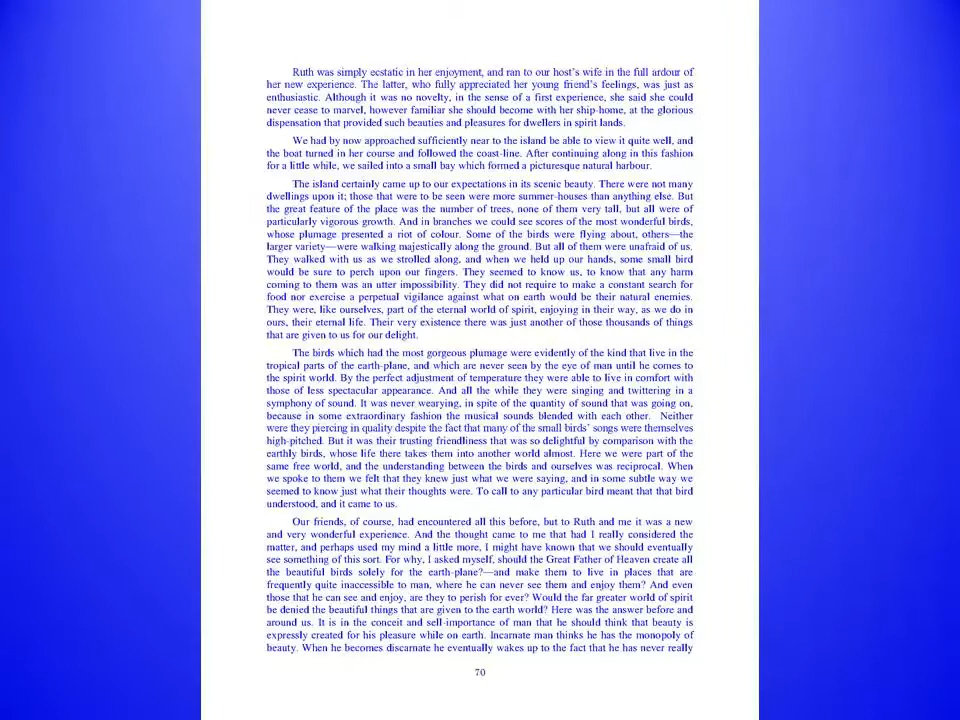 Ruth was simply ecstatic in her enjoyment, and ran to our host's wife in the full ardour of
her new experience. The latter, who fully appreciated her young friend's feelings, was just as
enthusiastic. Although it was no novelty, in the sense of a first experience, she said she could
never cease to marvel, however familiar she should become with her ship-home, at the glorious
dispensation that provided such beauties and pleasures for dwellers in spirit lands.
We had by now approached sufficiently near to the island be able to view it quite well, and
the boat turned in her course and followed the coast-line. After continuing along in this fashion
for a little while, we sailed into a small bay which formed a picturesque natural harbour.
The island certainly came up to our expectations in its scenic beauty. There were not many
dwellings upon it; those that were to be seen were more summer-houses than anything else. But
the great feature of the place was the number of trees, none of them very tall, but all were of
particularly vigorous growth. And in branches we could see scores of the most wonderful birds,
whose plumage presented a riot of colour. Some of the birds were flying about, others—the
larger variety—were walking majestically along the ground. But all of them were unafraid of us.
They walked with us as we strolled along, and when we held up our hands, some small bird
would be sure to perch upon our fingers. They seemed to know us, to know that any harm
coming to them was an utter impossibility. They did not require to make a constant search for
food nor exercise a perpetual vigilance against what on earth would be their natural enemies.
They were, like ourselves, part of the eternal world of spirit, enjoying in their way, as we do in
ours, their eternal life. Their very existence there was just another of those thousands of things
that are given to us for our delight.
The birds which had the most gorgeous plumage were evidently of the kind that live in the
tropical parts of the earth-plane, and which are never seen by the eye of man until he comes to
the spirit world. By the perfect adjustment of temperature they were able to live in comfort with
those of less spectacular appearance. And all the while they were singing and twittering in a
symphony of sound. It was never wearying, in spite of the quantity of sound that was going on,
because in some extraordinary fashion the musical sounds blended with each other. Neither
were they piercing in quality despite the fact that many of the small birds' songs were themselves
high-pitched. But it was their trusting friendliness that was so delightful by comparison with the
earthly birds, whose life there takes them into another world almost. Here we were part of the
same free world, and the understanding between the birds and ourselves was reciprocal. When
we spoke to them we felt that they knew just what we were saying, and in some subtle way we
seemed to know just what their thoughts were. To call to any particular bird meant that that bird
understood, and it came to us.
Our friends, of course, had encountered all this before, but to Ruth and me it was a new
and very wonderful experience. And the thought came to me that had I really considered the
matter, and perhaps used my mind a little more, I might have known that we should eventually
see something of this sort. For why, I asked myself, should the Great Father of Heaven create all
the beautiful birds solely for the earth-plane?—and make them to live in places that are
frequently quite inaccessible to man, where he can never see them and enjoy them? And even
those that he can see and enjoy, are they to perish for ever? Would the far greater world of spirit
be denied the beautiful things that are given to the earth world? Here was the answer before and
around us. It is in the conceit and self-importance of man that he should think that beauty is
expressly created for his pleasure while on earth. Incarnate man thinks he has the monopoly of
beauty. When he becomes discarnate he eventually wakes up to the fact that he has never really
70